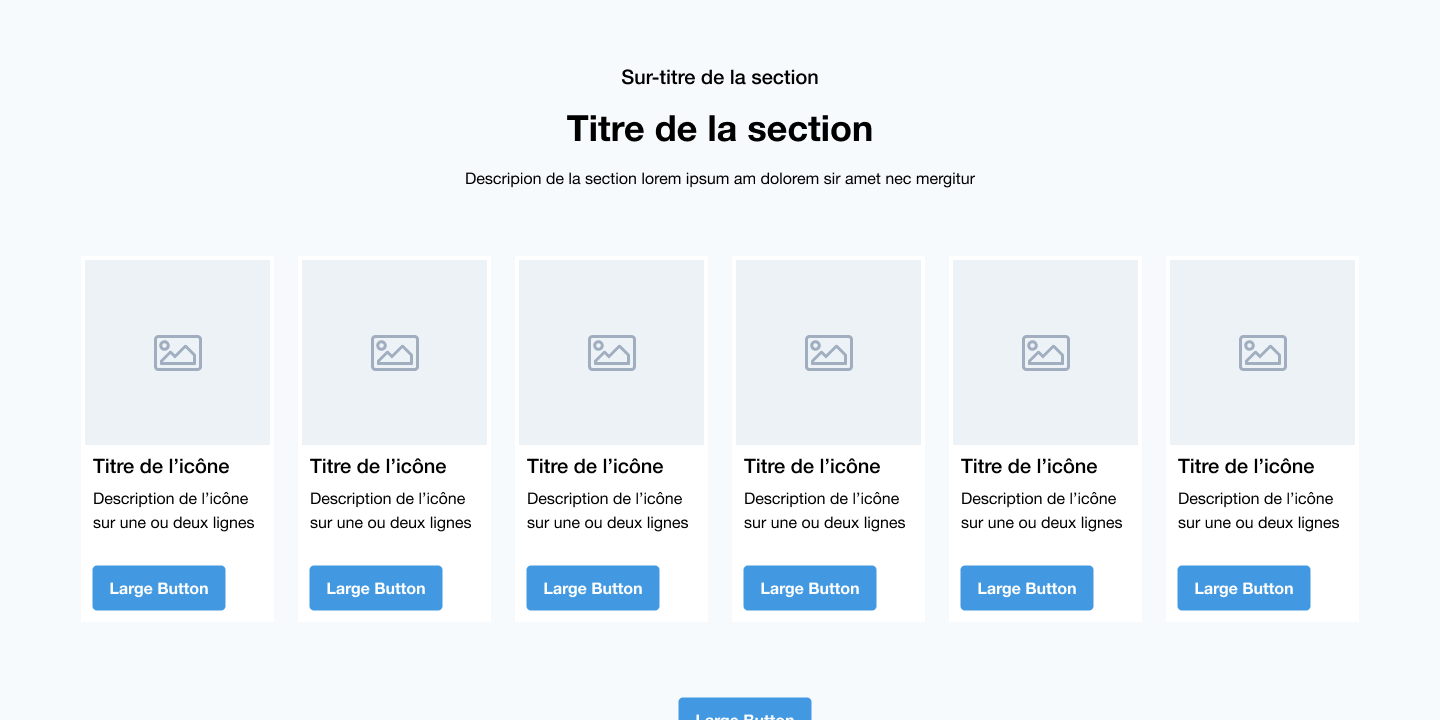 Sur-titre de la section
Titre de la section
Descripion de la section lorem ipsum am dolorem sir amet nec mergitur
Titre de l’icône
Description de l’icône
sur une ou deux lignes
Large Button
Titre de l’icône
Description de l’icône
sur une ou deux lignes
Large Button
Titre de l’icône
Description de l’icône
sur une ou deux lignes
Large Button
Titre de l’icône
Description de l’icône
sur une ou deux lignes
Large Button
Titre de l’icône
Description de l’icône
sur une ou deux lignes
Large Button
Titre de l’icône
Description de l’icône
sur une ou deux lignes
Large Button
Large Button